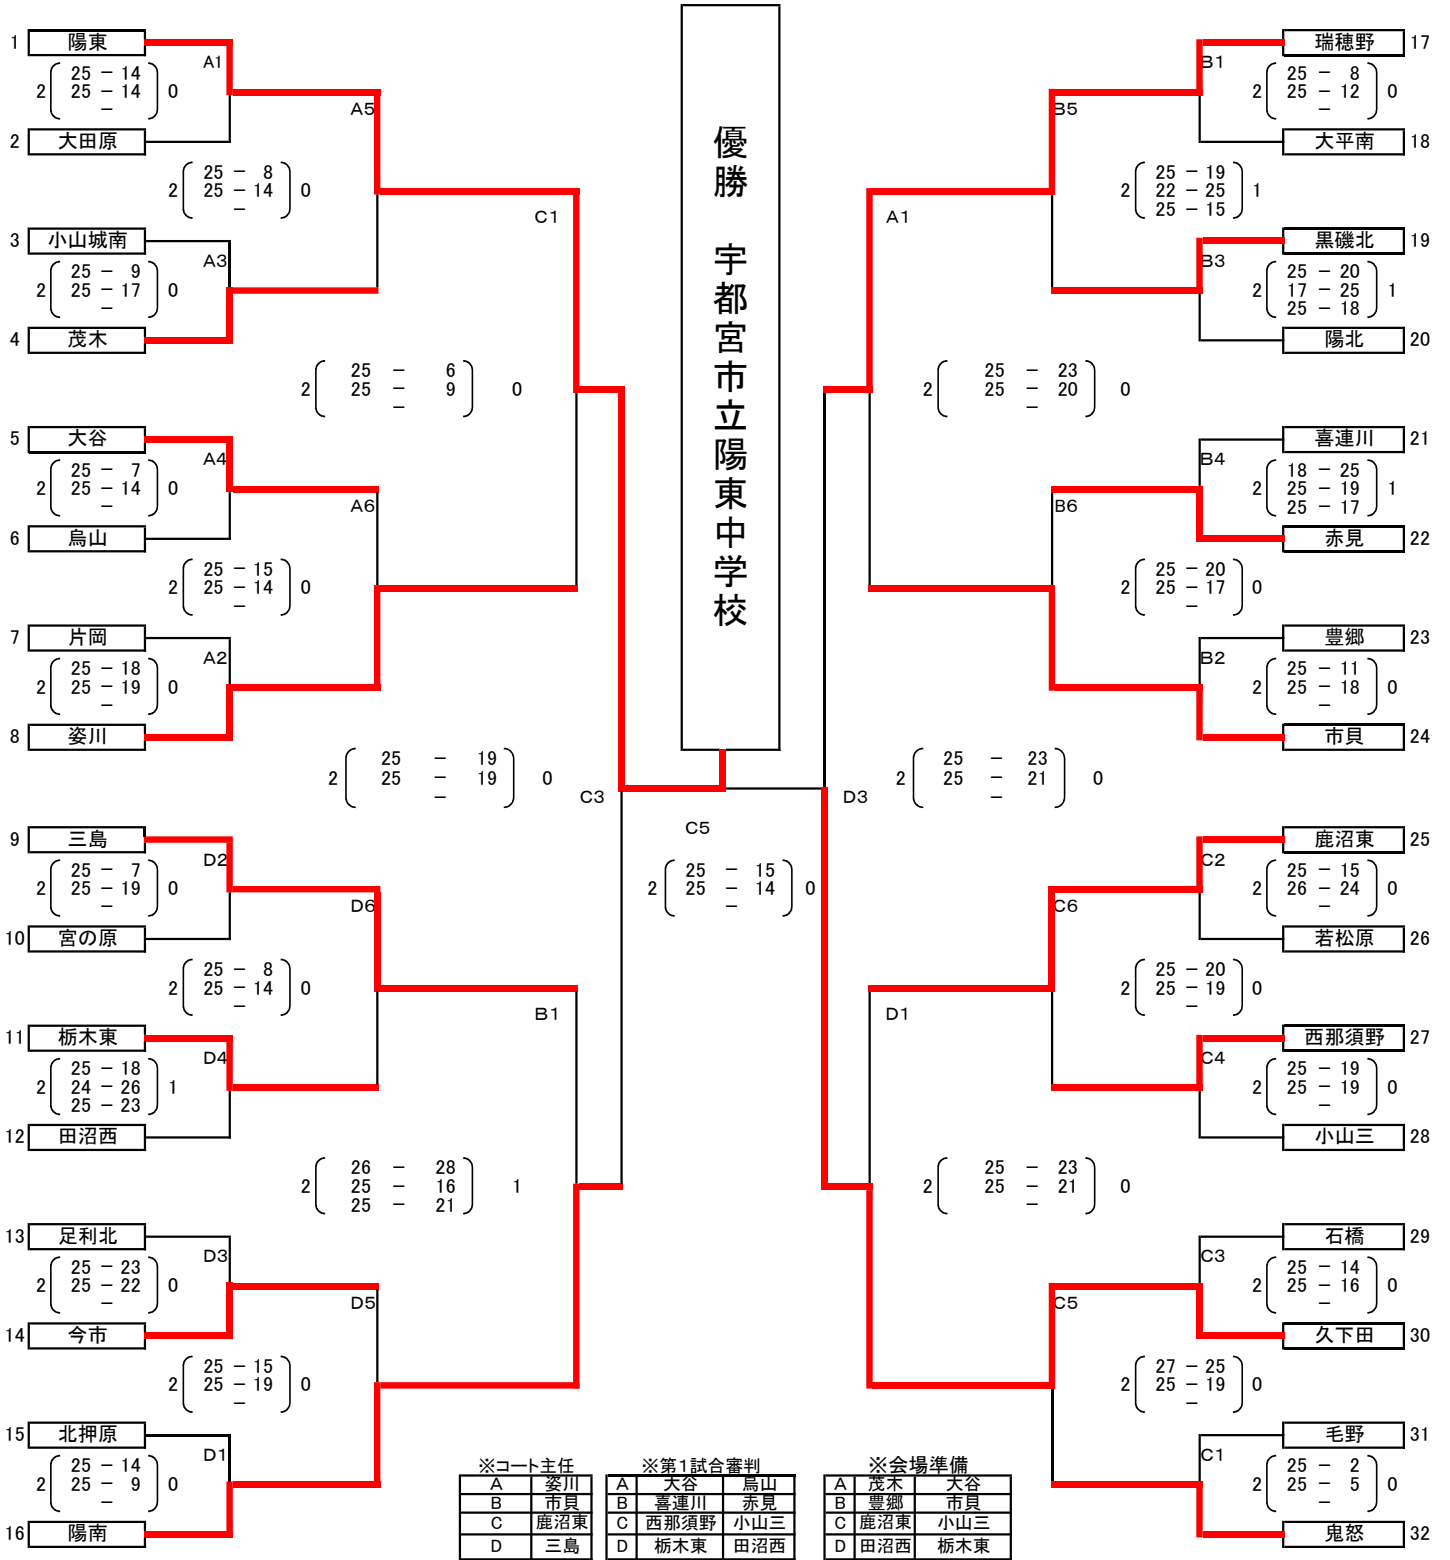 優勝　宇都宮市立陽東中学校
1 陽東
A1
2 25 － 14 0
25 － 14
－
2 大田原
A5
2 25 － 8 0
25 － 14
－
3 小山城南
A3
2 25 － 9 0
25 － 17
－
4 茂木
C1
2 25 － 6 0
25 － 9
－
5 大谷
A4
2 25 － 7 0
25 － 14
－
6 烏山
A6
2 25 － 15 0
25 － 14
－
7 片岡
A2
2 25 － 18 0
25 － 19
－
8 姿川
2 25 － 19 0
25 － 19
－
C3
9 三島
D2
2 25 － 7 0
25 － 19
－
10 宮の原
D6
2 25 － 8 0
25 － 14
－
11 栃木東
D4
2 25 － 18 1
24 － 26
25 － 23
12 田沼西
B1
2 26 － 28 1
25 － 16
25 － 21
13 足利北
D3
2 25 － 23 0
25 － 22
－
14 今市
D5
2 25 － 15 0
25 － 19
－
15 北押原
D1
2 25 － 14 0
25 － 9
－
16 陽南
C5
2 25 － 15 0
25 － 14
－
瑞穂野 17
B1
2 25 － 8 0
25 － 12
－
大平南 18
B5
2 25 － 19 1
22 － 25
25 － 15
黒磯北 19
B3
2 25 － 20 1
17 － 25
25 － 18
陽北 20
A1
2 25 － 23 0
25 － 20
－
喜連川 21
B4
2 18 － 25 1
25 － 19
25 － 17
赤見 22
B6
2 25 － 20 0
25 － 17
－
豊郷 23
B2
2 25 － 11 0
25 － 18
－
市貝 24
D3
2 25 － 23 0
25 － 21
－
鹿沼東 25
C2
2 25 － 15 0
26 － 24
－
若松原 26
C6
2 25 － 20 0
25 － 19
－
西那須野 27
C4
2 25 － 19 0
25 － 19
－
小山三 28
D1
2 25 － 23 0
25 － 21
－
石橋 29
C3
2 25 － 14 0
25 － 16
－
久下田 30
C5
2 27 － 25 0
25 － 19
－
毛野 31
C1
2 25 － 2 0
25 － 5
－
鬼怒 32
※コート主任
A 姿川
B 市貝
C 鹿沼東
D 三島
※第1試合審判
A 大谷 烏山
B 喜連川 赤見
C 西那須野 小山三
D 栃木東 田沼西
※会場準備
A 茂木 大谷
B 豊郷 市貝
C 鹿沼東 小山三
D 田沼西 栃木東